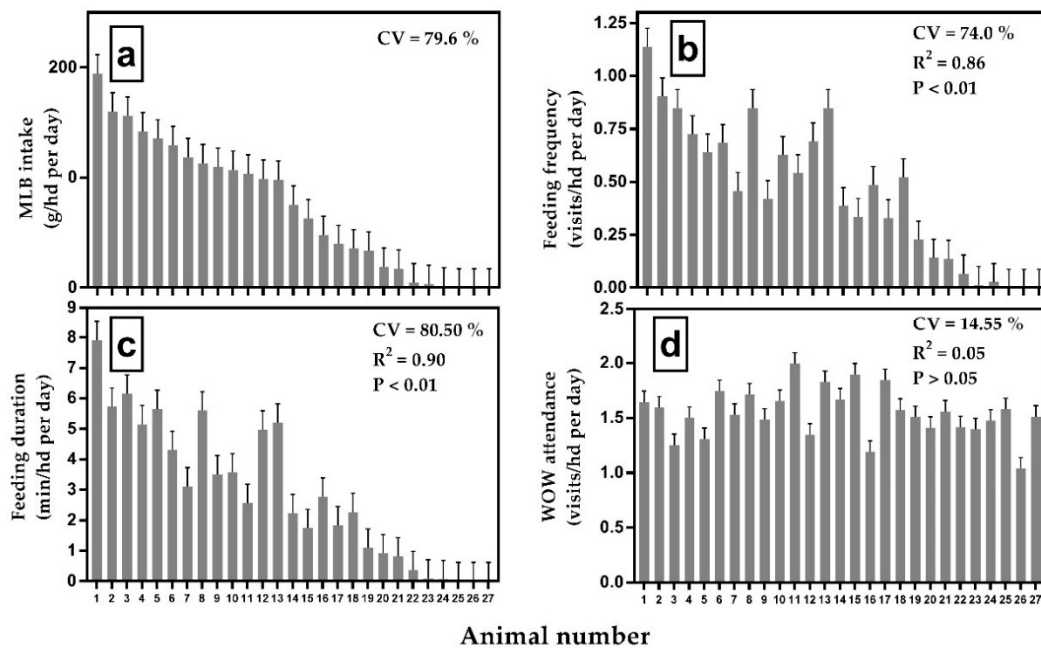 a
CV = 79.6 %
200
0
0
MLB intake
(g/hd per day)
b
CV = 74.0 %
R² = 0.86
P < 0.01
1.25
1.00
0.75
0.50
0.25
0.00
Feeding frequency
(visits/hd per day)
c
CV = 80.50 %
R² = 0.90
P < 0.01
9
8
7
6
5
4
3
2
1
0
Feeding duration
(min/hd per day)
1 2 3 4 5 6 7 8 9 10 11 12 13 14 15 16 17 18 19 20 21 22 23 24 25 26 27
d
CV = 14.55 %
R² = 0.05
P > 0.05
2.5
2.0
1.5
1.0
0.5
0.0
WOW attendance
(visits/hd per day)
1 2 3 4 5 6 7 8 9 10 11 12 13 14 15 16 17 18 19 20 21 22 23 24 25 26 27
Animal number